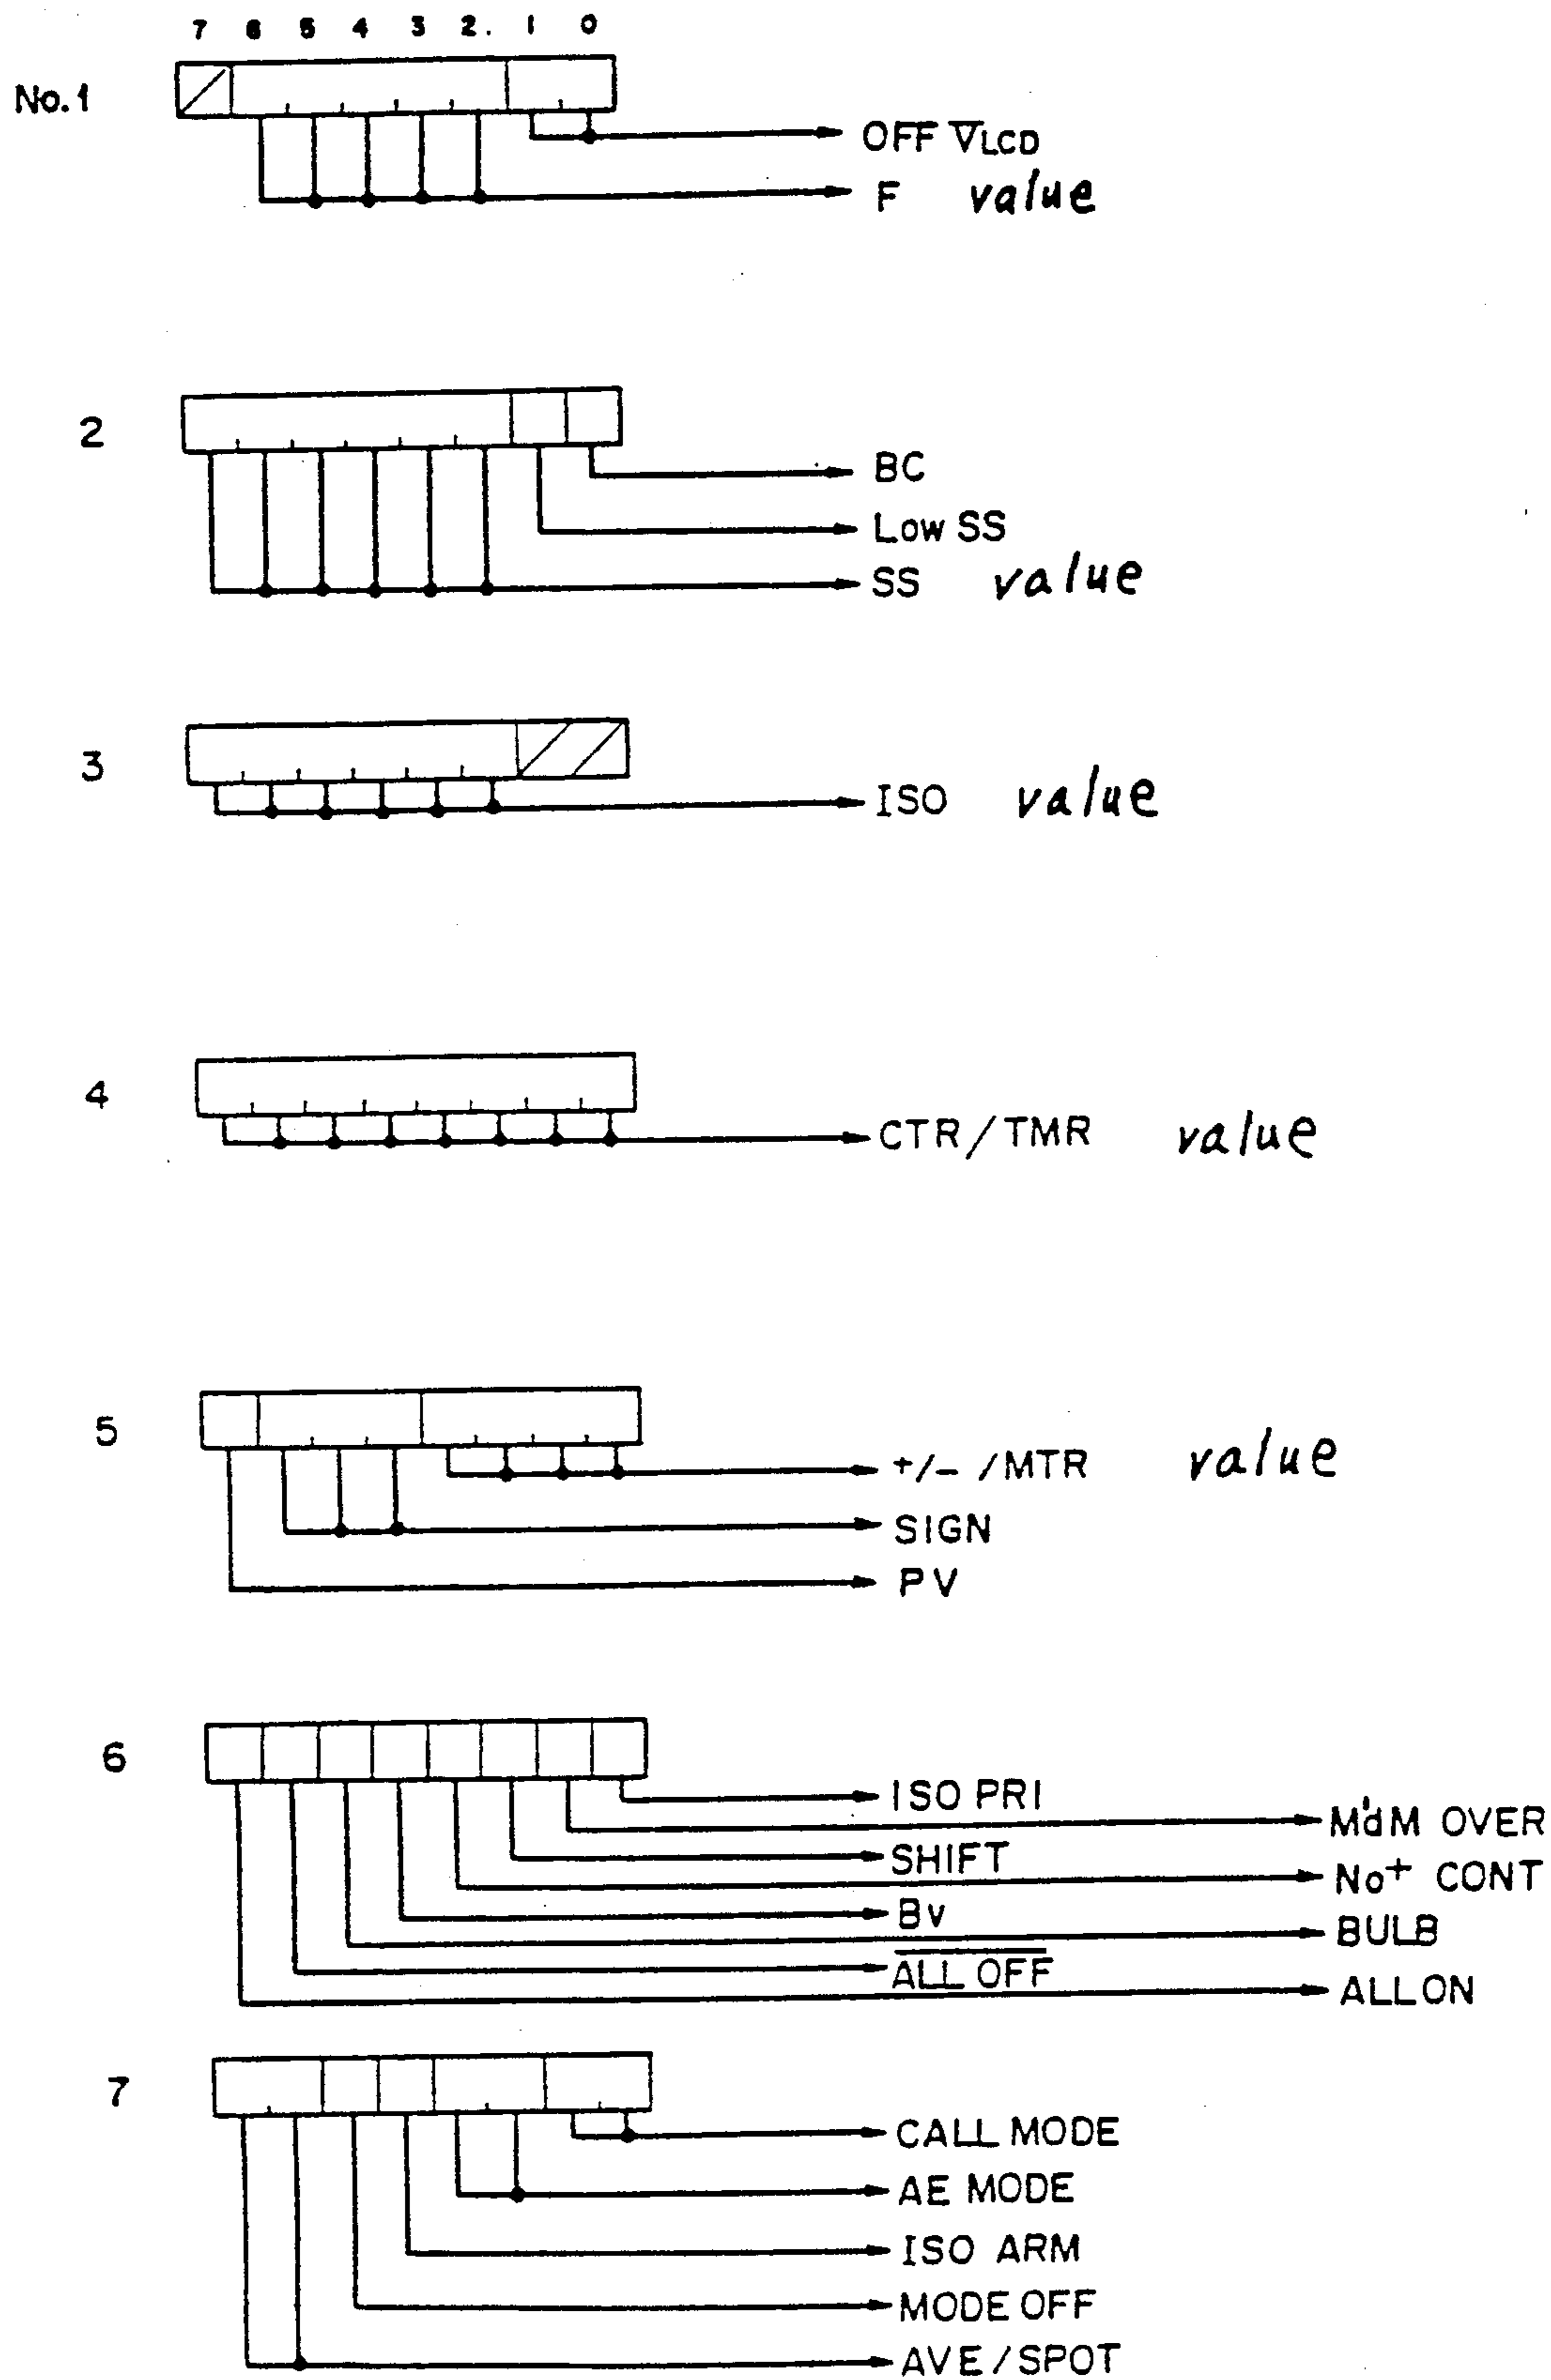 7 6 5 4 3 2. 1 0
No.1
OFF VLCD
F value
2
BC
Low SS
SS value
3
ISO value
4
CTR/TMR value
5
+/- /MTR value
SIGN
PV
6
ISO PRI
M'dM OVER
SHIFT
No+ CONT
Bv
BULB
ALL OFF
ALL ON
7
CALL MODE
AE MODE
ISO ARM
MODE OFF
AVE/SPOT